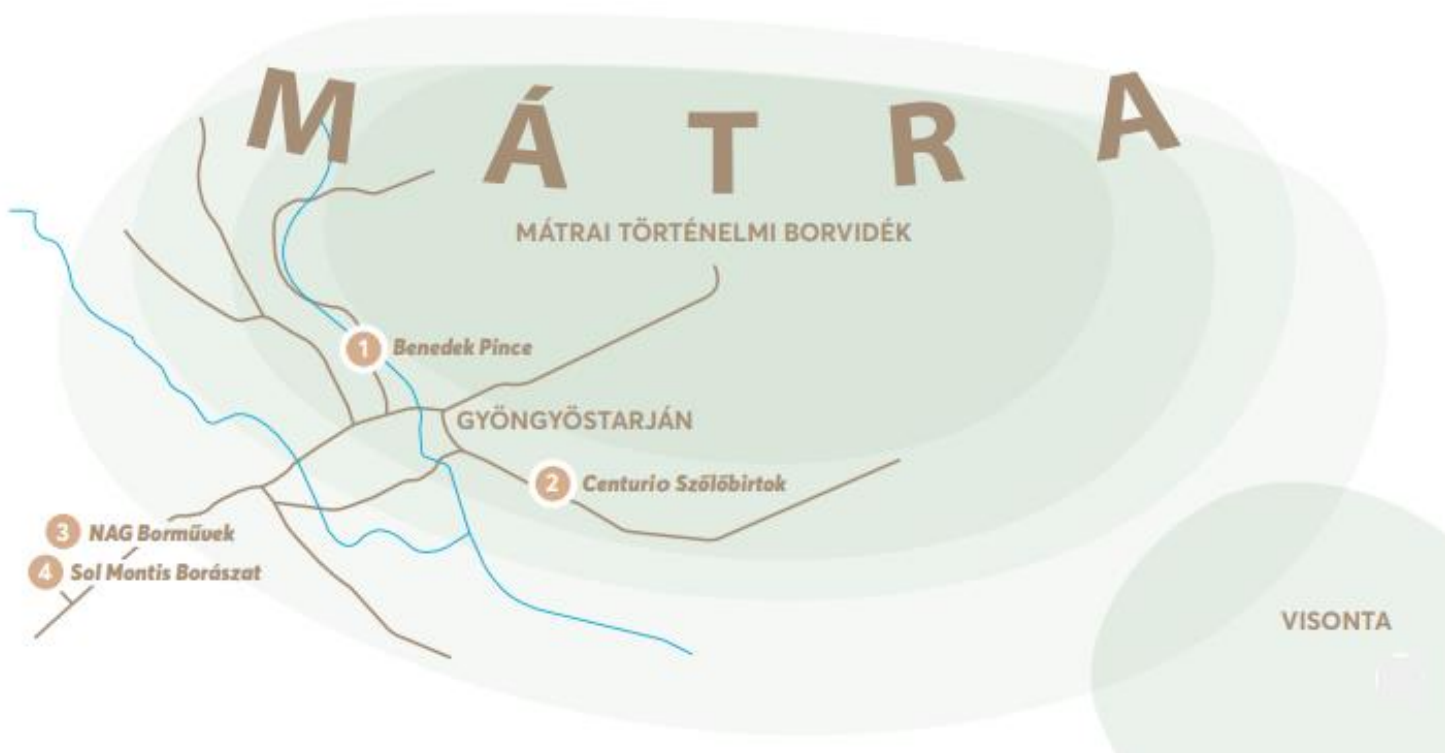 MÁTRA
MÁTRAI TÖRTÉNELMI BORVIDÉK
1 Benedek Pince
GYÖNGYÖSTARJÁN
2 Centurio Szőlőbirtok
3 NAG Borművek
4 Sol Montis Borászat
VISONTA